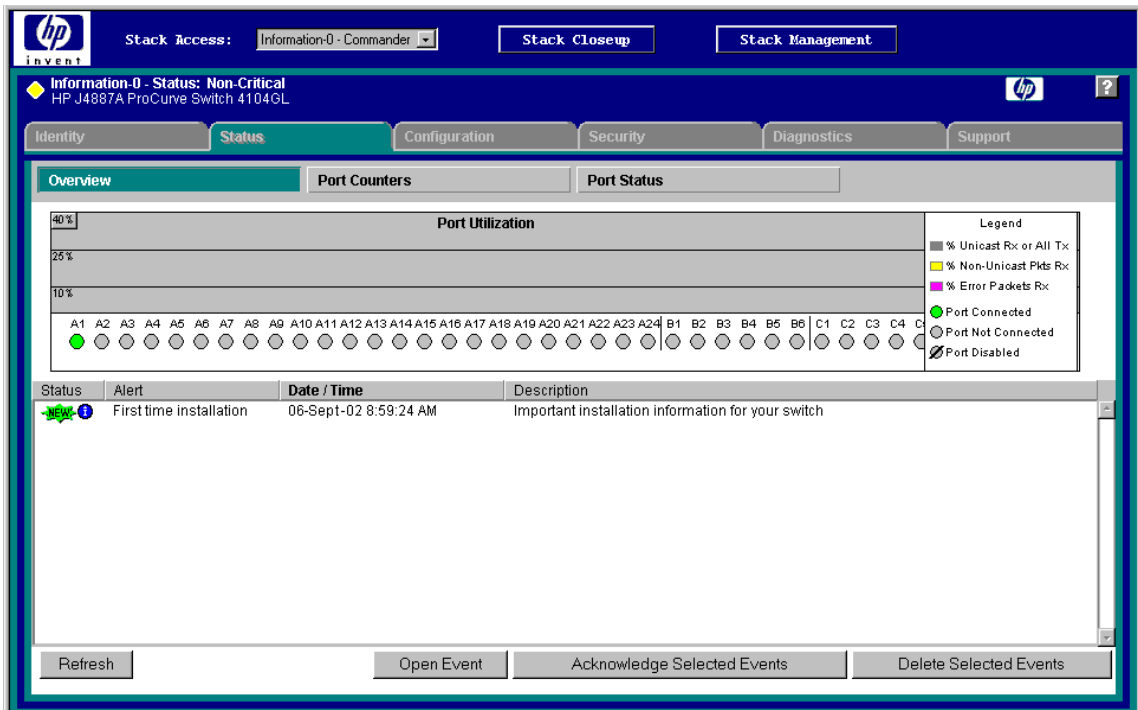 hp
invent
Stack Access:
Information-0 - Commander
Stack Closeup
Stack Management
Information-0 - Status: Non-Critical
HP J4887A ProCurve Switch 4104GL
hp
?
Identity
Status
Configuration
Security
Diagnostics
Support
Overview
Port Counters
Port Status
40%
Port Utilization
25%
10%
Legend
% Unicast Rx or All Tx
% Non-Unicast Pkts Rx
% Error Packets Rx
Port Connected
Port Not Connected
Port Disabled
A1 A2 A3 A4 A5 A6 A7 A8 A9 A10 A11 A12 A13 A14 A15 A16 A17 A18 A19 A20 A21 A22 A23 A24 B1 B2 B3 B4 B5 B6 C1 C2 C3 C4
Status Alert Date / Time Description
NEW i First time installation 06-Sept-02 8:59:24 AM Important installation information for your switch
Refresh
Open Event
Acknowledge Selected Events
Delete Selected Events